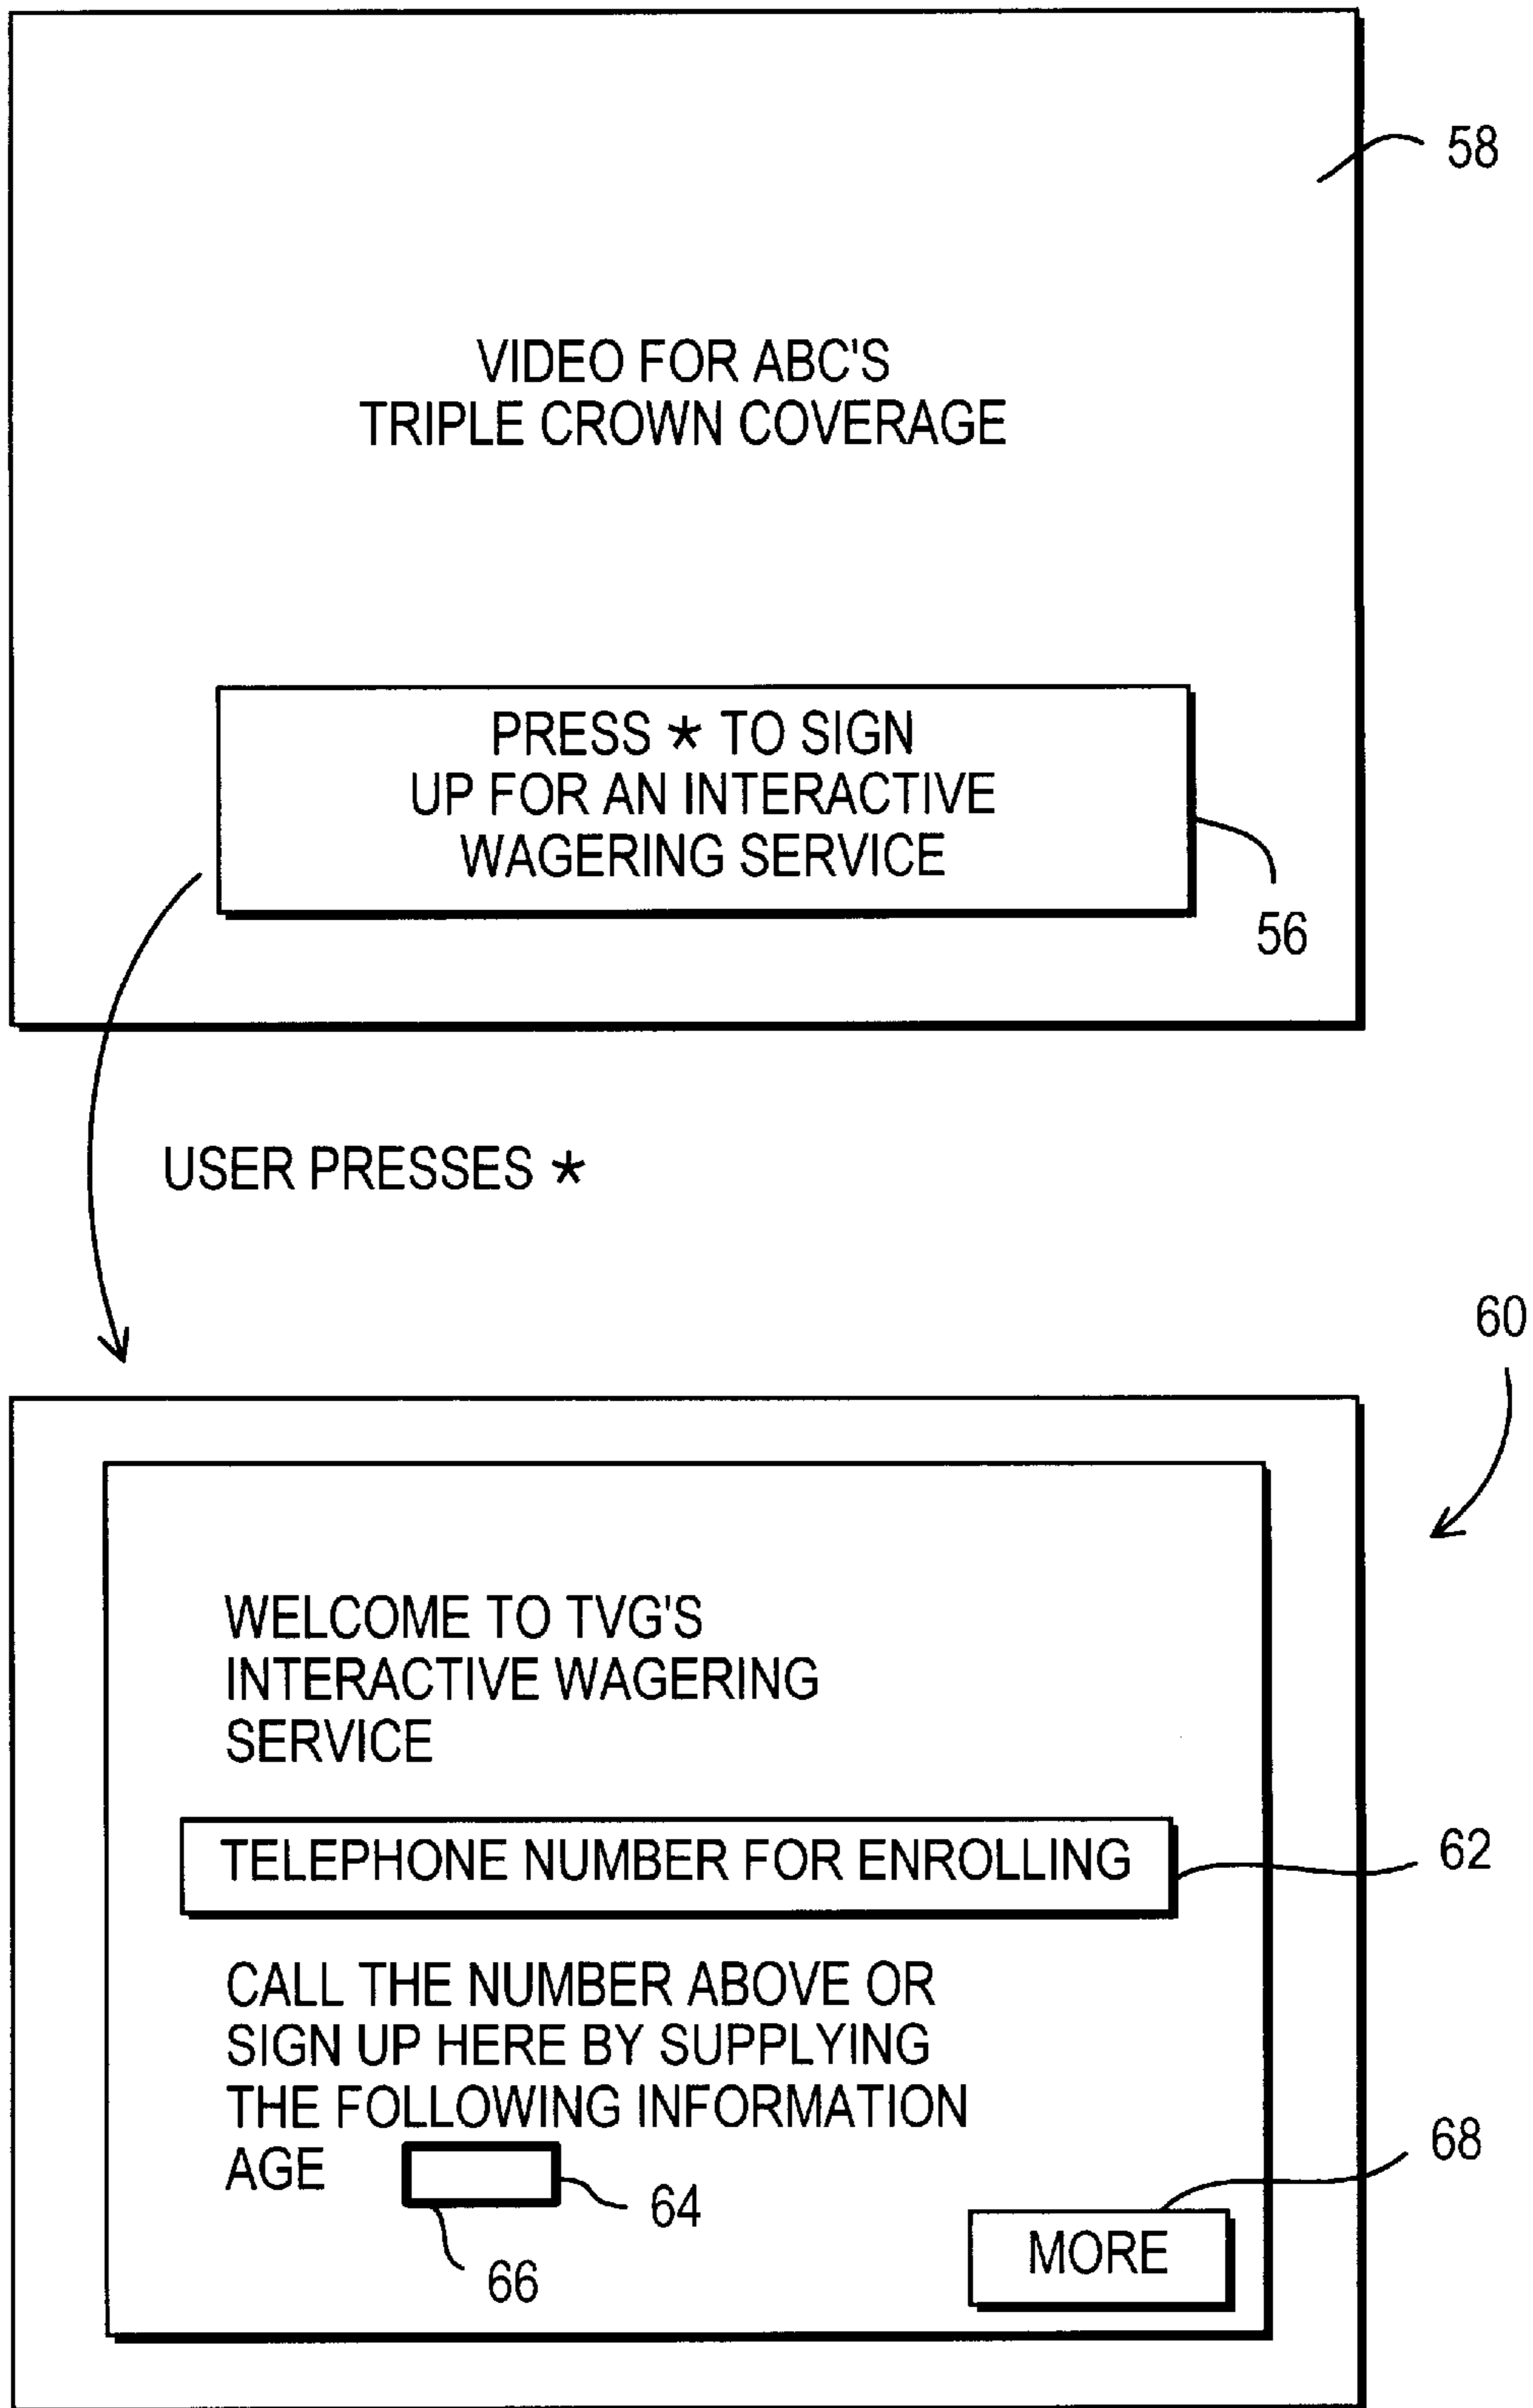 58
VIDEO FOR ABC'S
TRIPLE CROWN COVERAGE
PRESS * TO SIGN
UP FOR AN INTERACTIVE
WAGERING SERVICE
56
USER PRESSES *
60
WELCOME TO TVG'S
INTERACTIVE WAGERING
SERVICE
TELEPHONE NUMBER FOR ENROLLING
62
CALL THE NUMBER ABOVE OR
SIGN UP HERE BY SUPPLYING
THE FOLLOWING INFORMATION
AGE
64
66
68
MORE